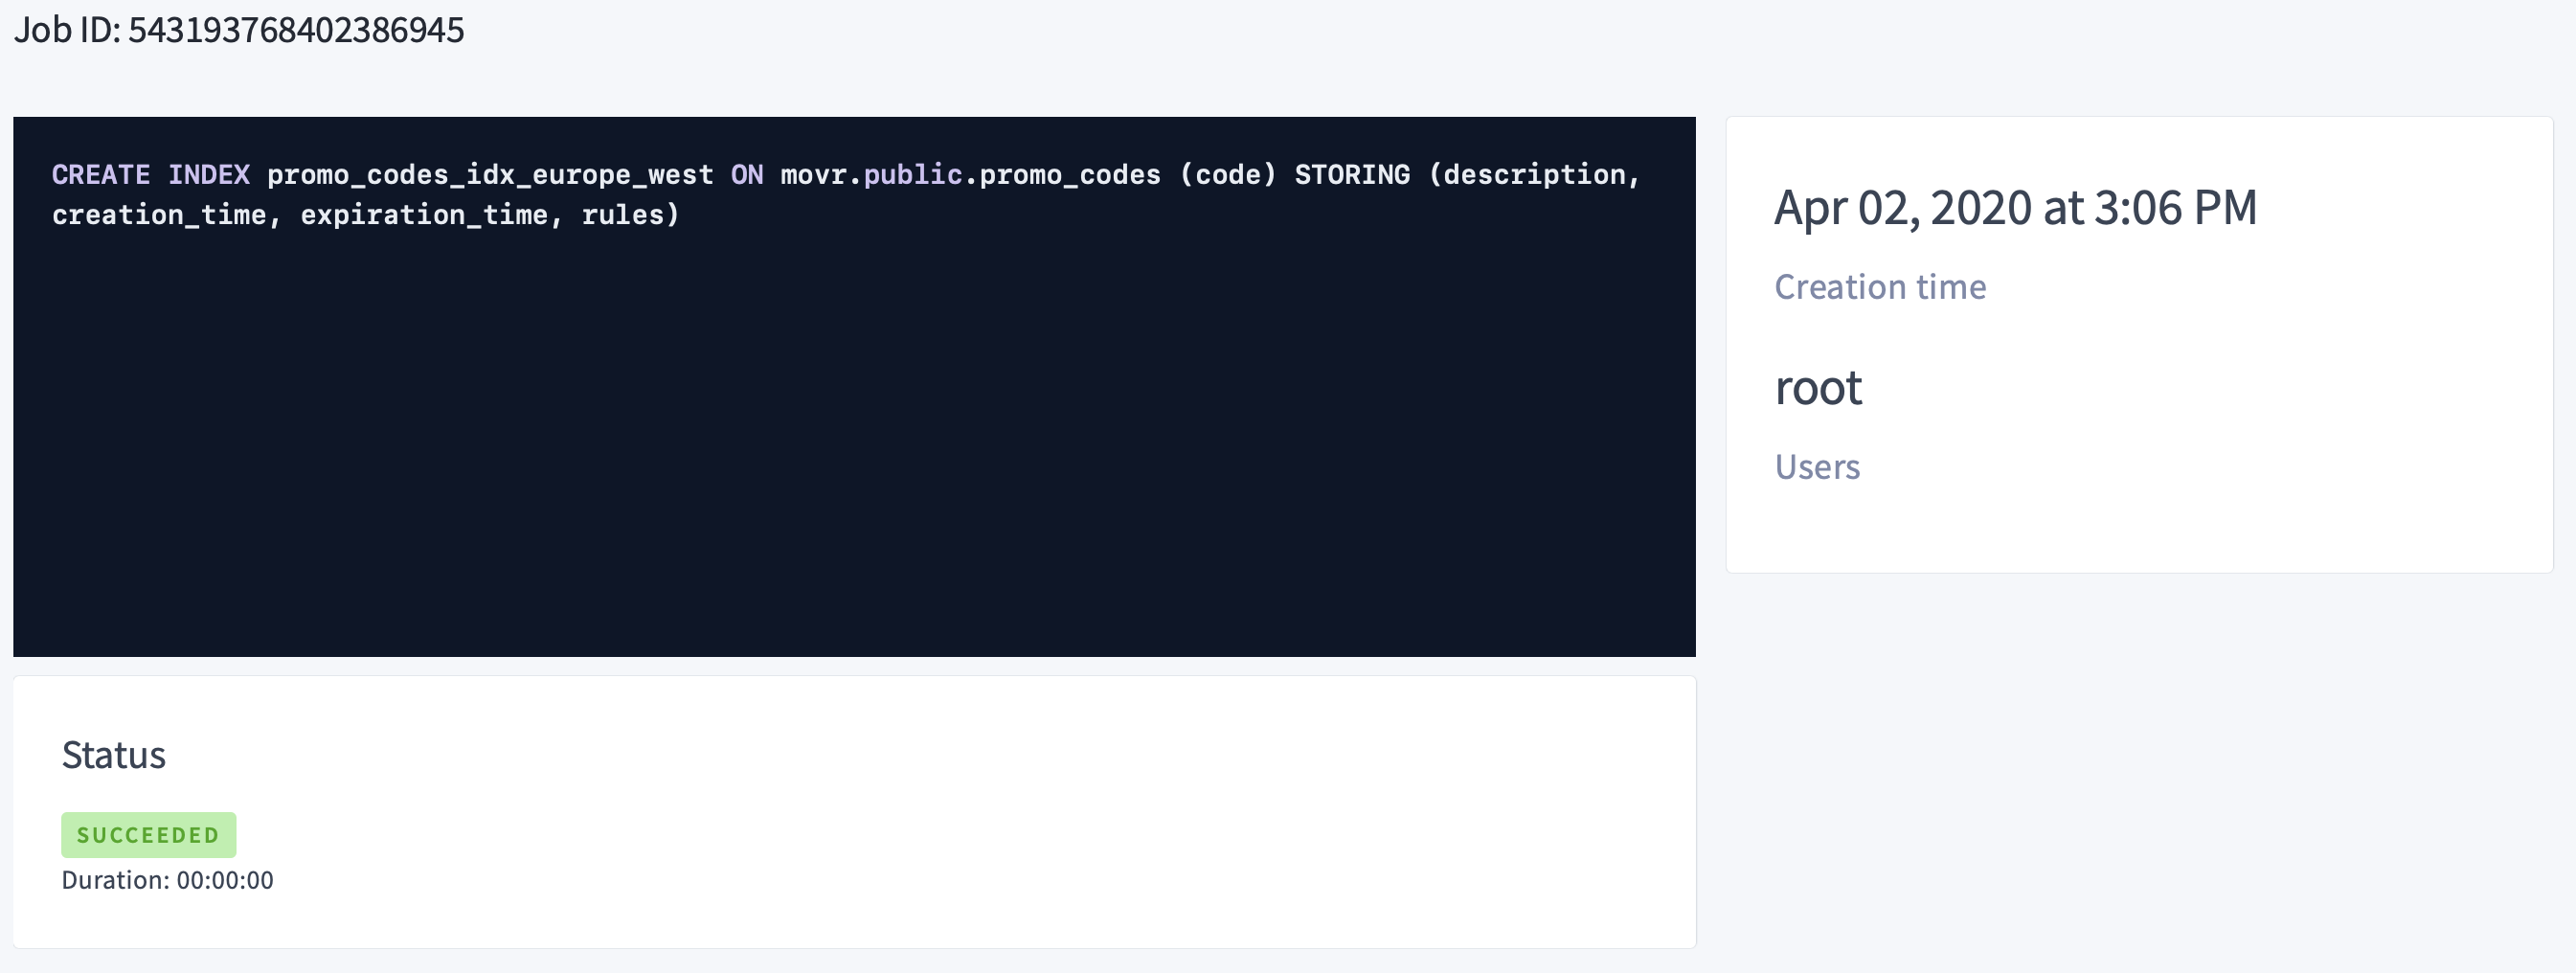 Job ID: 543193768402386945
CREATE INDEX promo_codes_idx_europe_west ON movr.public.promo_codes (code) STORING (description,
creation_time, expiration_time, rules)
Apr 02, 2020 at 3:06 PM
Creation time
root
Users
Status
SUCCEEDED
Duration: 00:00:00